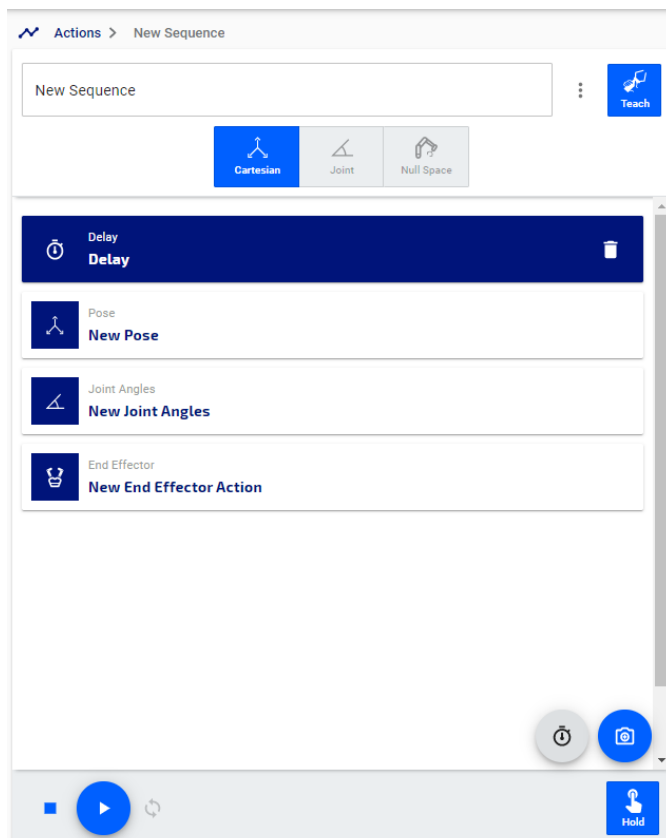 Actions > New Sequence
New Sequence
Teach
Cartesian
Joint
Null Space
Delay
Delay
Pose
New Pose
Joint Angles
New Joint Angles
End Effector
New End Effector Action
Hold